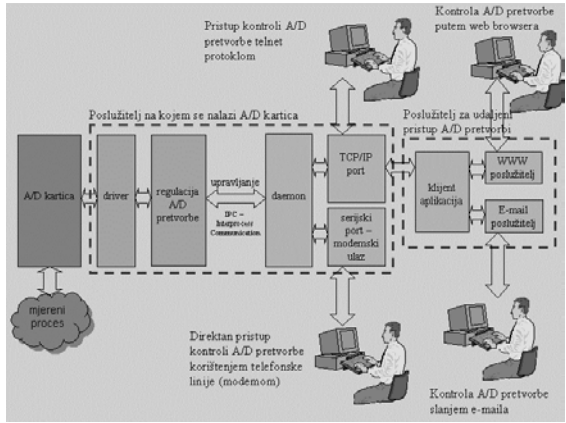 Pristup kontroli A/D
pretvorbe telnet
protoklom
Kontrola A/D pretvorbe
putem web browsera
Poslužitelj na kojem se nalazi A/D kartica
Poslužitelj za udaljeni
pristup A/D pretvorbi
A/D kartica
driver
regulacija
A/D
pretvorbe
upravljanje
IPC –
Interprocess
Communication
daemon
TCP/IP
port
serijski
port –
modemski
ulaz
klijent
aplikacija
WWW
poslužitelj
E-mail
poslužitelj
mjereni
proces
Direktan pristup
kontroli A/D pretvorbe
korištenjem telefonske
linije (modemom)
Kontrola A/D pretvorbe
slanjem e-maila